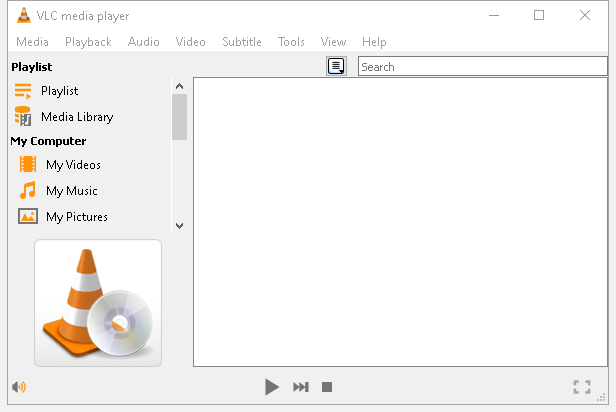 VLC media player
Media Playback Audio Video Subtitle Tools View Help
Playlist
Search
Playlist
Media Library
My Computer
My Videos
My Music
My Pictures